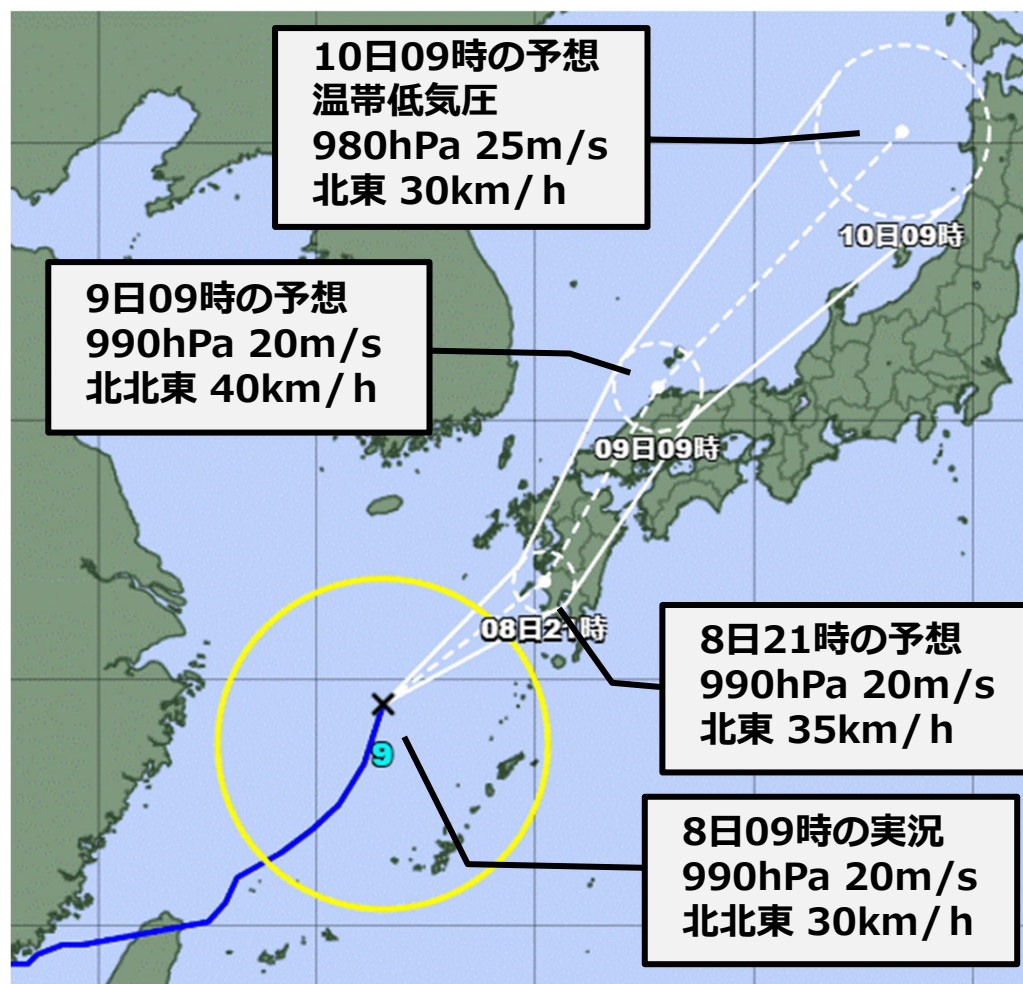 10日09時の予想
温帯低気圧
980hPa 25m/s
北東 30km/h
10日09時
9日09時の予想
990hPa 20m/s
北北東 40km/h
09日09時
08日21時
8日21時の予想
990hPa 20m/s
北東 35km/h
9
8日09時の実況
990hPa 20m/s
北北東 30km/h